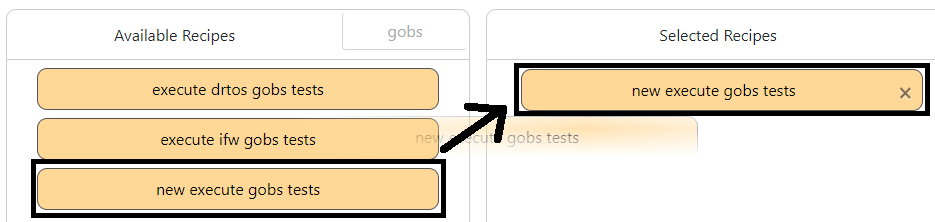 Available Recipes
gobs
execute drtos gobs tests
execute ifw gobs tests
new execute gobs tests
Selected Recipes
new execute gobs tests
×
new execute gobs tests